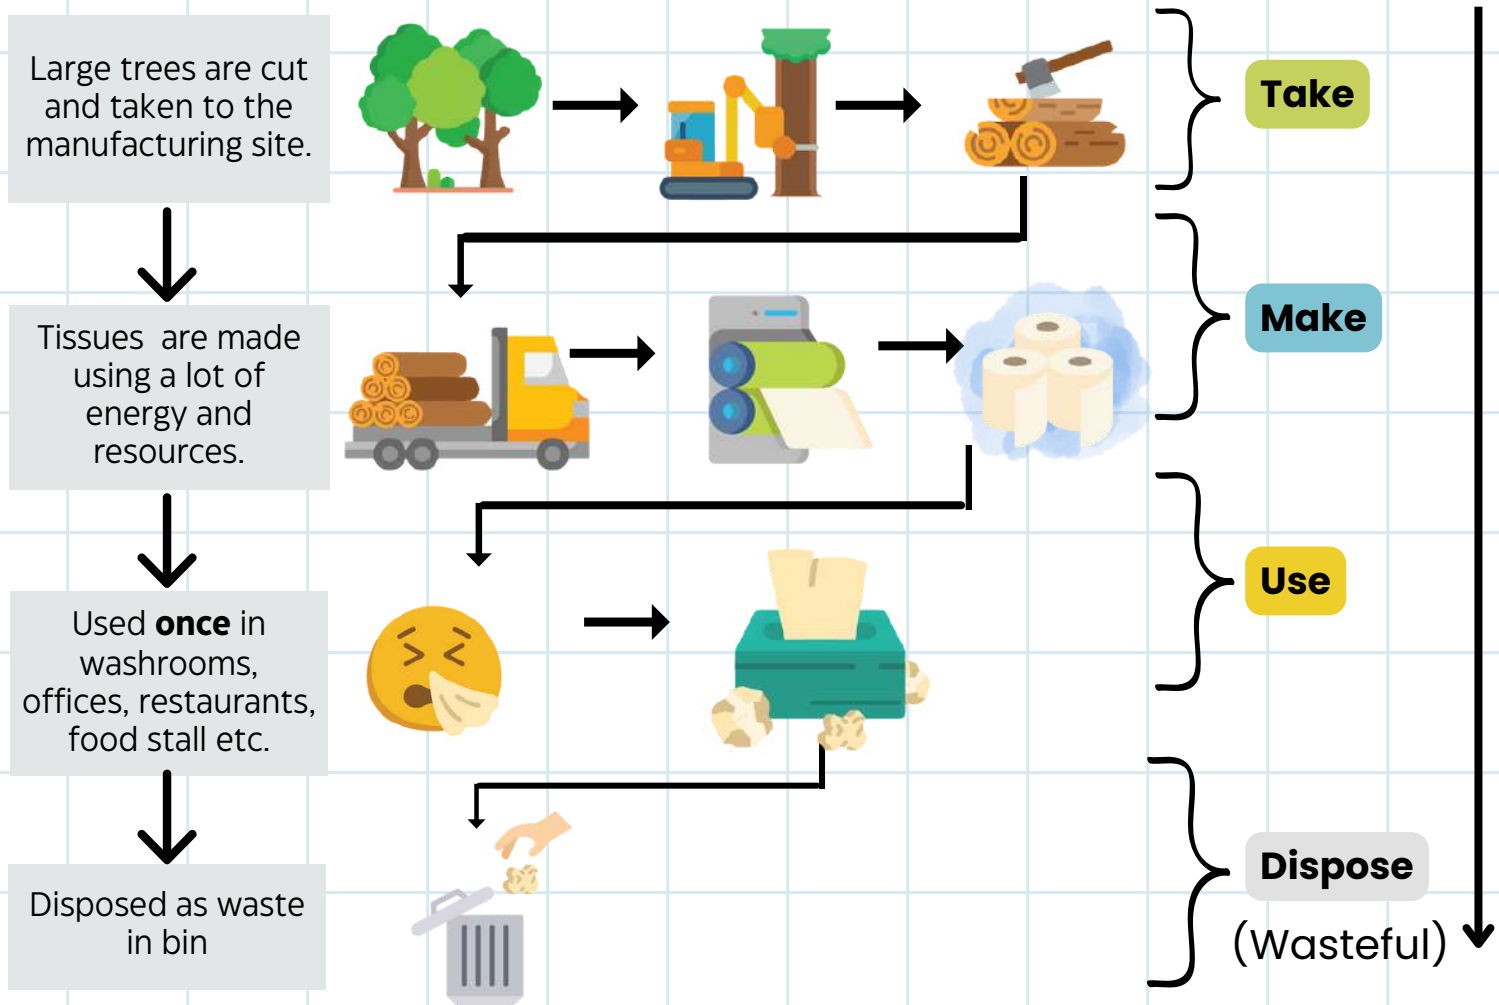 Large trees are cut
and taken to the
manufacturing site.
Take
Tissues are made
using a lot of
energy and
resources.
Make
Used once in
washrooms,
offices, restaurants,
food stall etc.
Use
Disposed as waste
in bin
Dispose
(Wasteful)